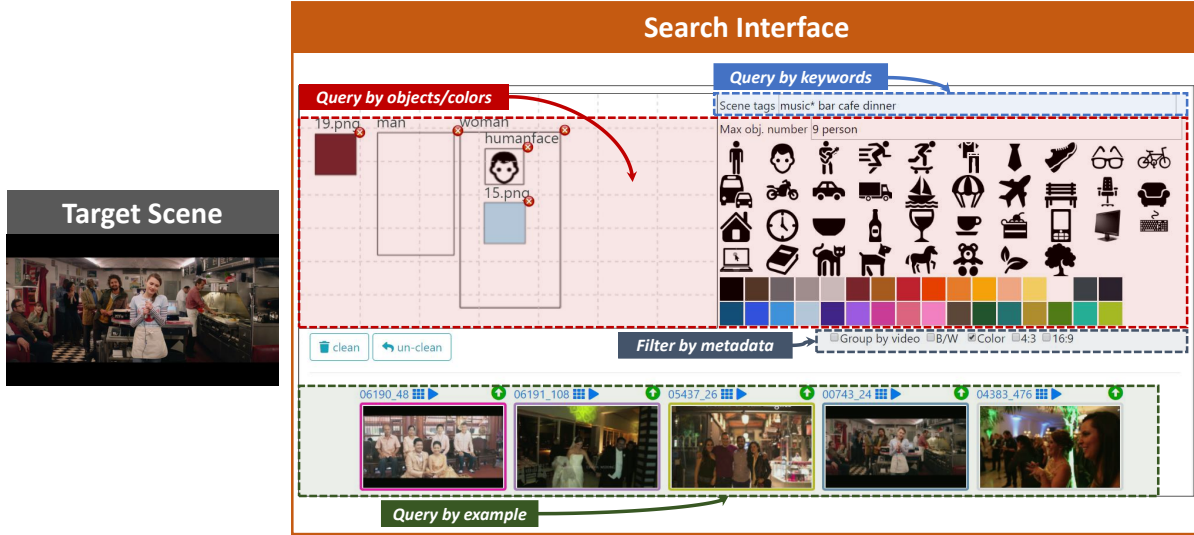 Search Interface
Query by keywords
Query by objects/colors
Scene tags music* bar cafe dinner
19.png man woman
Max obj. number 9 person
humanface
15.png
Target Scene
clean un-clean
Filter by metadata
Group by video B/W Color 4:3 16:9
06190_48 06191_108 05437_26 00743_24 04383_476
Query by example